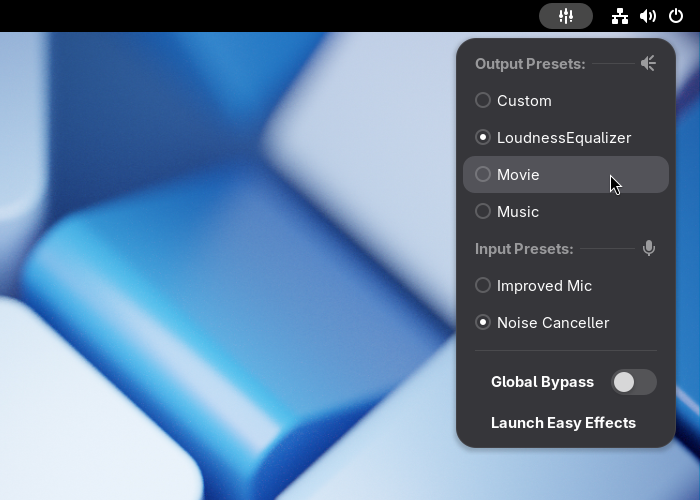 Output Presets:
Custom
LoudnessEqualizer
Movie
Music
Input Presets:
Improved Mic
Noise Canceller
Global Bypass
Launch Easy Effects